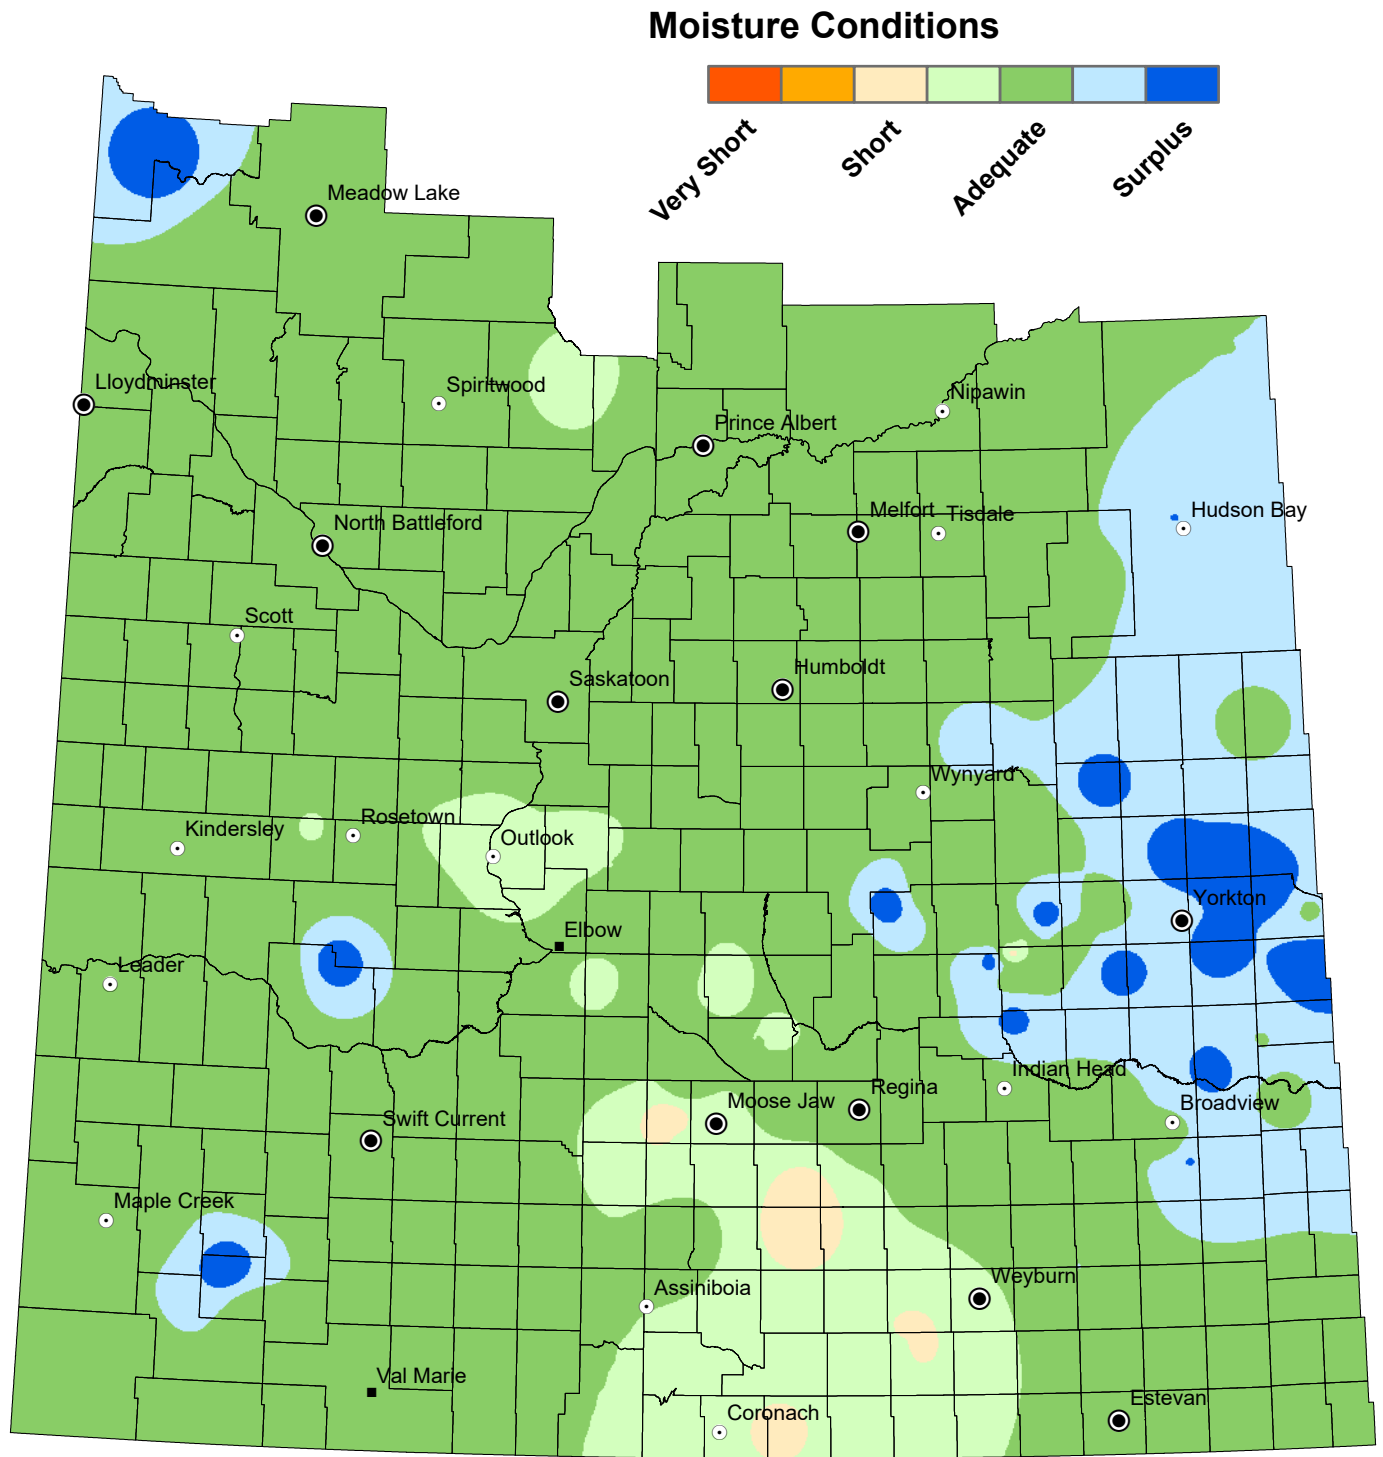 Moisture Conditions
Very Short
Short
Adequate
Surplus
Meadow Lake
Lloydminster
Spiritwood
Nipawin
Prince Albert
North Battleford
Melfort
Tisdale
Hudson Bay
Scott
Saskatoon
Humboldt
Wynyard
Kindersley
Rosetown
Outlook
Yorkton
Elbow
Leader
Indian Head
Regina
Moose Jaw
Broadview
Swift Current
Maple Creek
Assiniboia
Weyburn
Val Marie
Estevan
Coronach